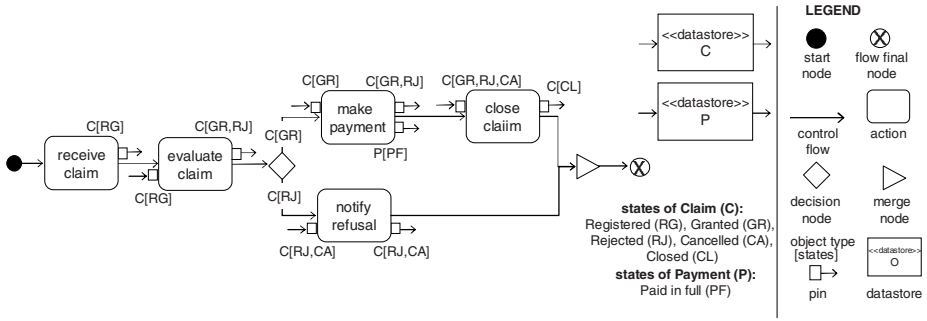 LEGEND
<<datastore>>
C
start
node
flow final
node
C[GR]
C[GR,RJ]
C[GR,RJ,CA]
C[CL]
make
payment
close
claiim
<<datastore>>
P
control
flow
action
C[RG]
C[GR,RJ]
C[GR]
P[PF]
receive
claim
evaluate
claim
C[RG]
C[RJ]
notify
refusal
C[RJ,CA]
C[RJ,CA]
states of Claim (C):
Registered (RG), Granted (GR),
Rejected (RJ), Cancelled (CA),
Closed (CL)
states of Payment (P):
Paid in full (PF)
decision
node
merge
node
object type
[states]
pin
<<datastore>>
O
datastore